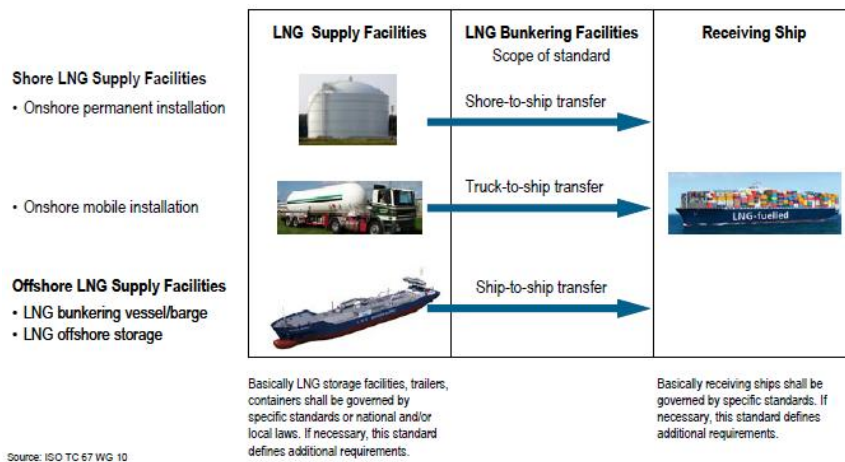 LNG Supply Facilities
LNG Bunkering Facilities
Scope of standard
Receiving Ship
Shore LNG Supply Facilities
• Onshore permanent installation
Shore-to-ship transfer
• Onshore mobile installation
Truck-to-ship transfer
LNG-fuelled
Offshore LNG Supply Facilities
• LNG bunkering vessel/barge
• LNG offshore storage
Ship-to-ship transfer
Basically LNG storage facilities, trailers,
containers shall be governed by
specific standards or national and/or
local laws. If necessary, this standard
defines additional requirements.
Basically receiving ships shall be
governed by specific standards. If
necessary, this standard defines
additional requirements.
Source: ISO TC 67 WG 10